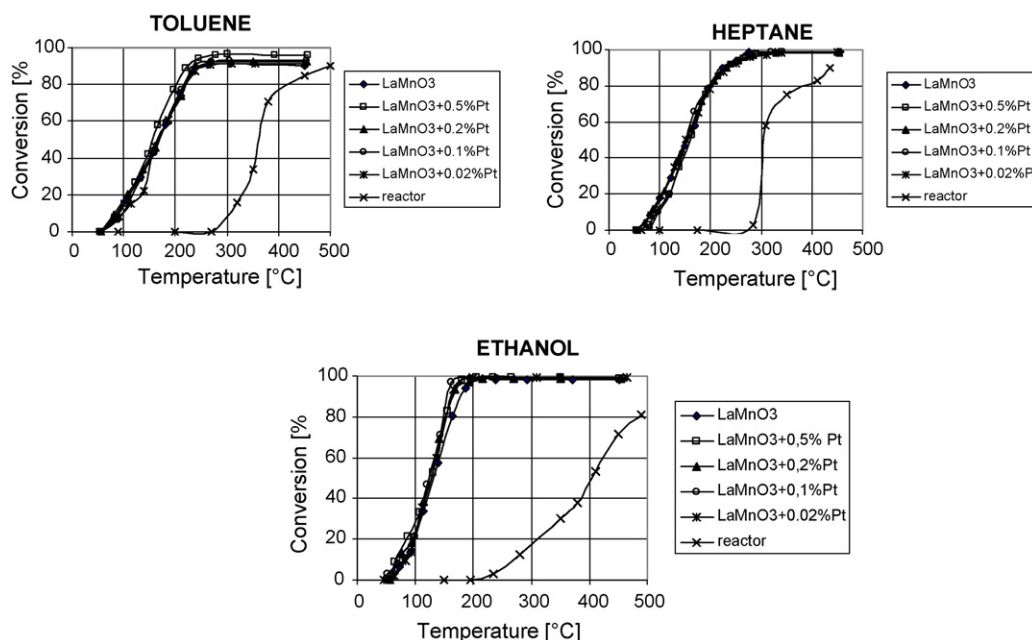 TOLUENE
100
80
60
40
20
0
Conversion [%
0 100 200 300 400 500
Temperature [°C]
LaMnO3
LaMnO3+0.5%Pt
LaMnO3+0.2%Pt
LaMnO3+0.1%Pt
LaMnO3+0.02%Pt
reactor
HEPTANE
100
80
60
40
20
0
Conversion [%
0 100 200 300 400 500
Temperature [°C]
LaMnO3
LaMnO3+0.5%Pt
LaMnO3+0.2%Pt
LaMnO3+0.1%Pt
LaMnO3+0.02%Pt
reactor
ETHANOL
100
80
60
40
20
0
Conversion [%
0 100 200 300 400 500
Temperature [°C]
LaMnO3
LaMnO3+0,5% Pt
LaMnO3+0,2%Pt
LaMnO3+0,1%Pt
LaMnO3+0.02%Pt
reactor